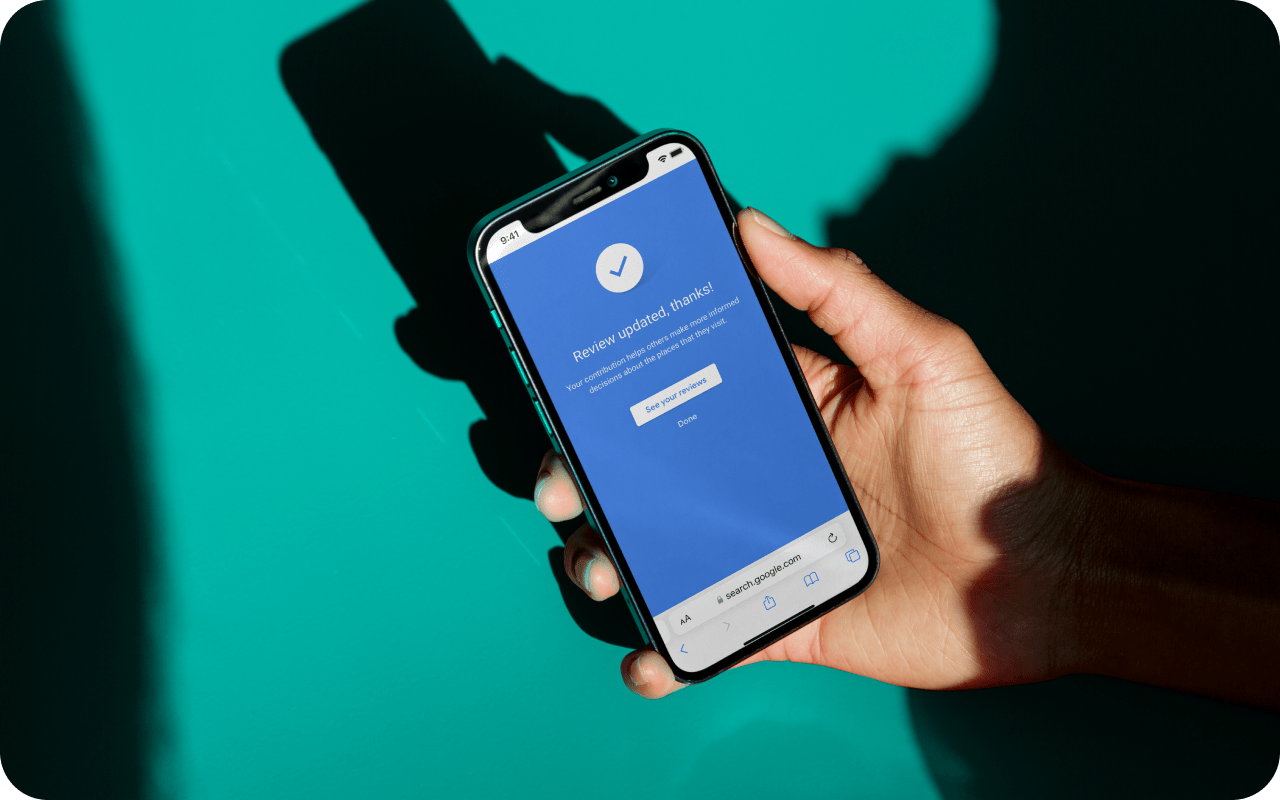 9:41
Review updated, thanks!
Your contribution helps others make more informed
decisions about the places that they visit.
See your reviews
Done
AA
search.google.com